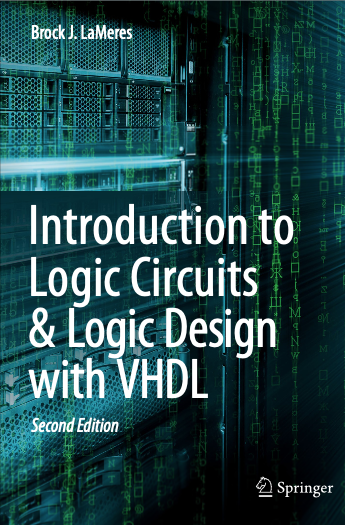 Brock J. LaMeres
Introduction to
Logic Circuits
& Logic Design
with VHDL
Second Edition
Springer